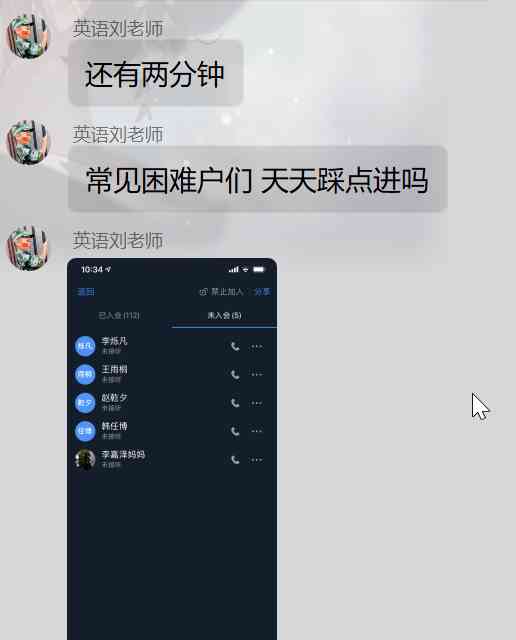 英语刘老师
还有两分钟
英语刘老师
常见困难户们 天天踩点进吗
英语刘老师
10:34
返回
禁止加入
分享
已入会 (112)
未入会 (5)
烁凡
李烁凡
未接听
雨桐
王雨桐
未接听
乾夕
赵乾夕
未接听
任博
韩任博
未接听
李嘉泽妈妈
未接听